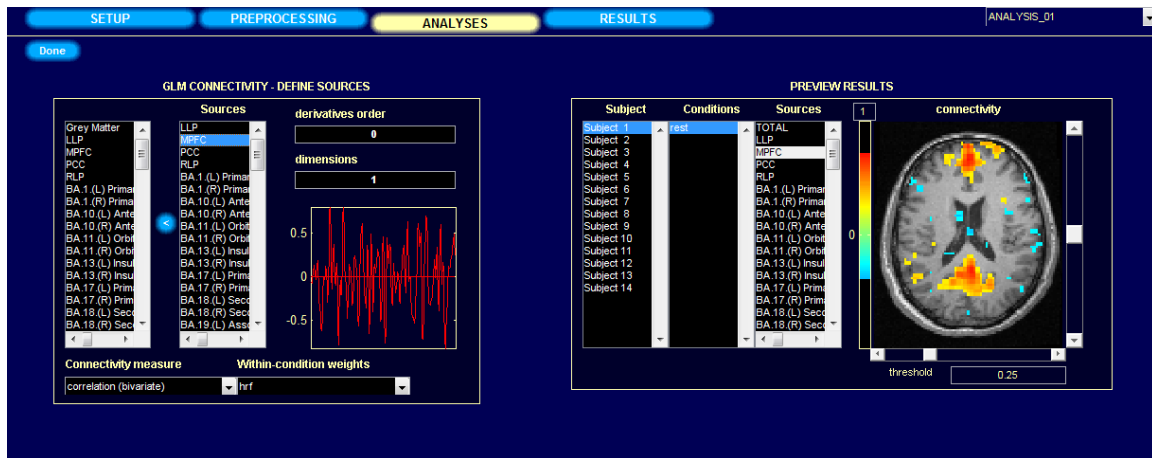 SETUP
PREPROCESSING
ANALYSES
RESULTS
ANALYSIS_01
Done
GLM CONNECTIVITY - DEFINE SOURCES
Sources
Grey Matter
LLP
MPFC
PCC
RLP
BA.1.(L) Primar
BA.1.(R) Primar
BA.10.(L) Ante
BA.10.(R) Ante
BA.11.(L) Orbit
BA.11.(R) Orbit
BA.13.(L) Insul
BA.13.(R) Insul
BA.17.(L) Prima
BA.17.(R) Prim
BA.18.(L) Seco
BA.18.(R) Seco
<
LLP
MPFC
PCC
RLP
BA.1.(L) Primar
BA.1.(R) Primar
BA.10.(L) Ante
BA.10.(R) Ante
BA.11.(L) Orbit
BA.11.(R) Orbit
BA.13.(L) Insul
BA.13.(R) Insul
BA.17.(L) Prima
BA.17.(R) Prima
BA.18.(L) Seco
BA.18.(R) Seco
BA.19.(L) Asso
derivatives order
0
dimensions
1
0.5
0
-0.5
Connectivity measure
Within-condition weights
correlation (bivariate)
hrf
PREVIEW RESULTS
Subject
Conditions
Sources
1
connectivity
Subject 1
Subject 2
Subject 3
Subject 4
Subject 5
Subject 6
Subject 7
Subject 8
Subject 9
Subject 10
Subject 11
Subject 12
Subject 13
Subject 14
rest
TOTAL
LLP
MPFC
PCC
RLP
BA.1.(L) Primar
BA.1.(R) Primar
BA.10.(L) Ante
BA.10.(R) Ante
BA.11.(L) Orbit
BA.11.(R) Orbit
BA.13.(L) Insul
BA.13.(R) Insul
BA.17.(L) Prima
BA.17.(R) Prima
BA.18.(L) Seco
BA.18.(R) Seco
0
threshold
0.25